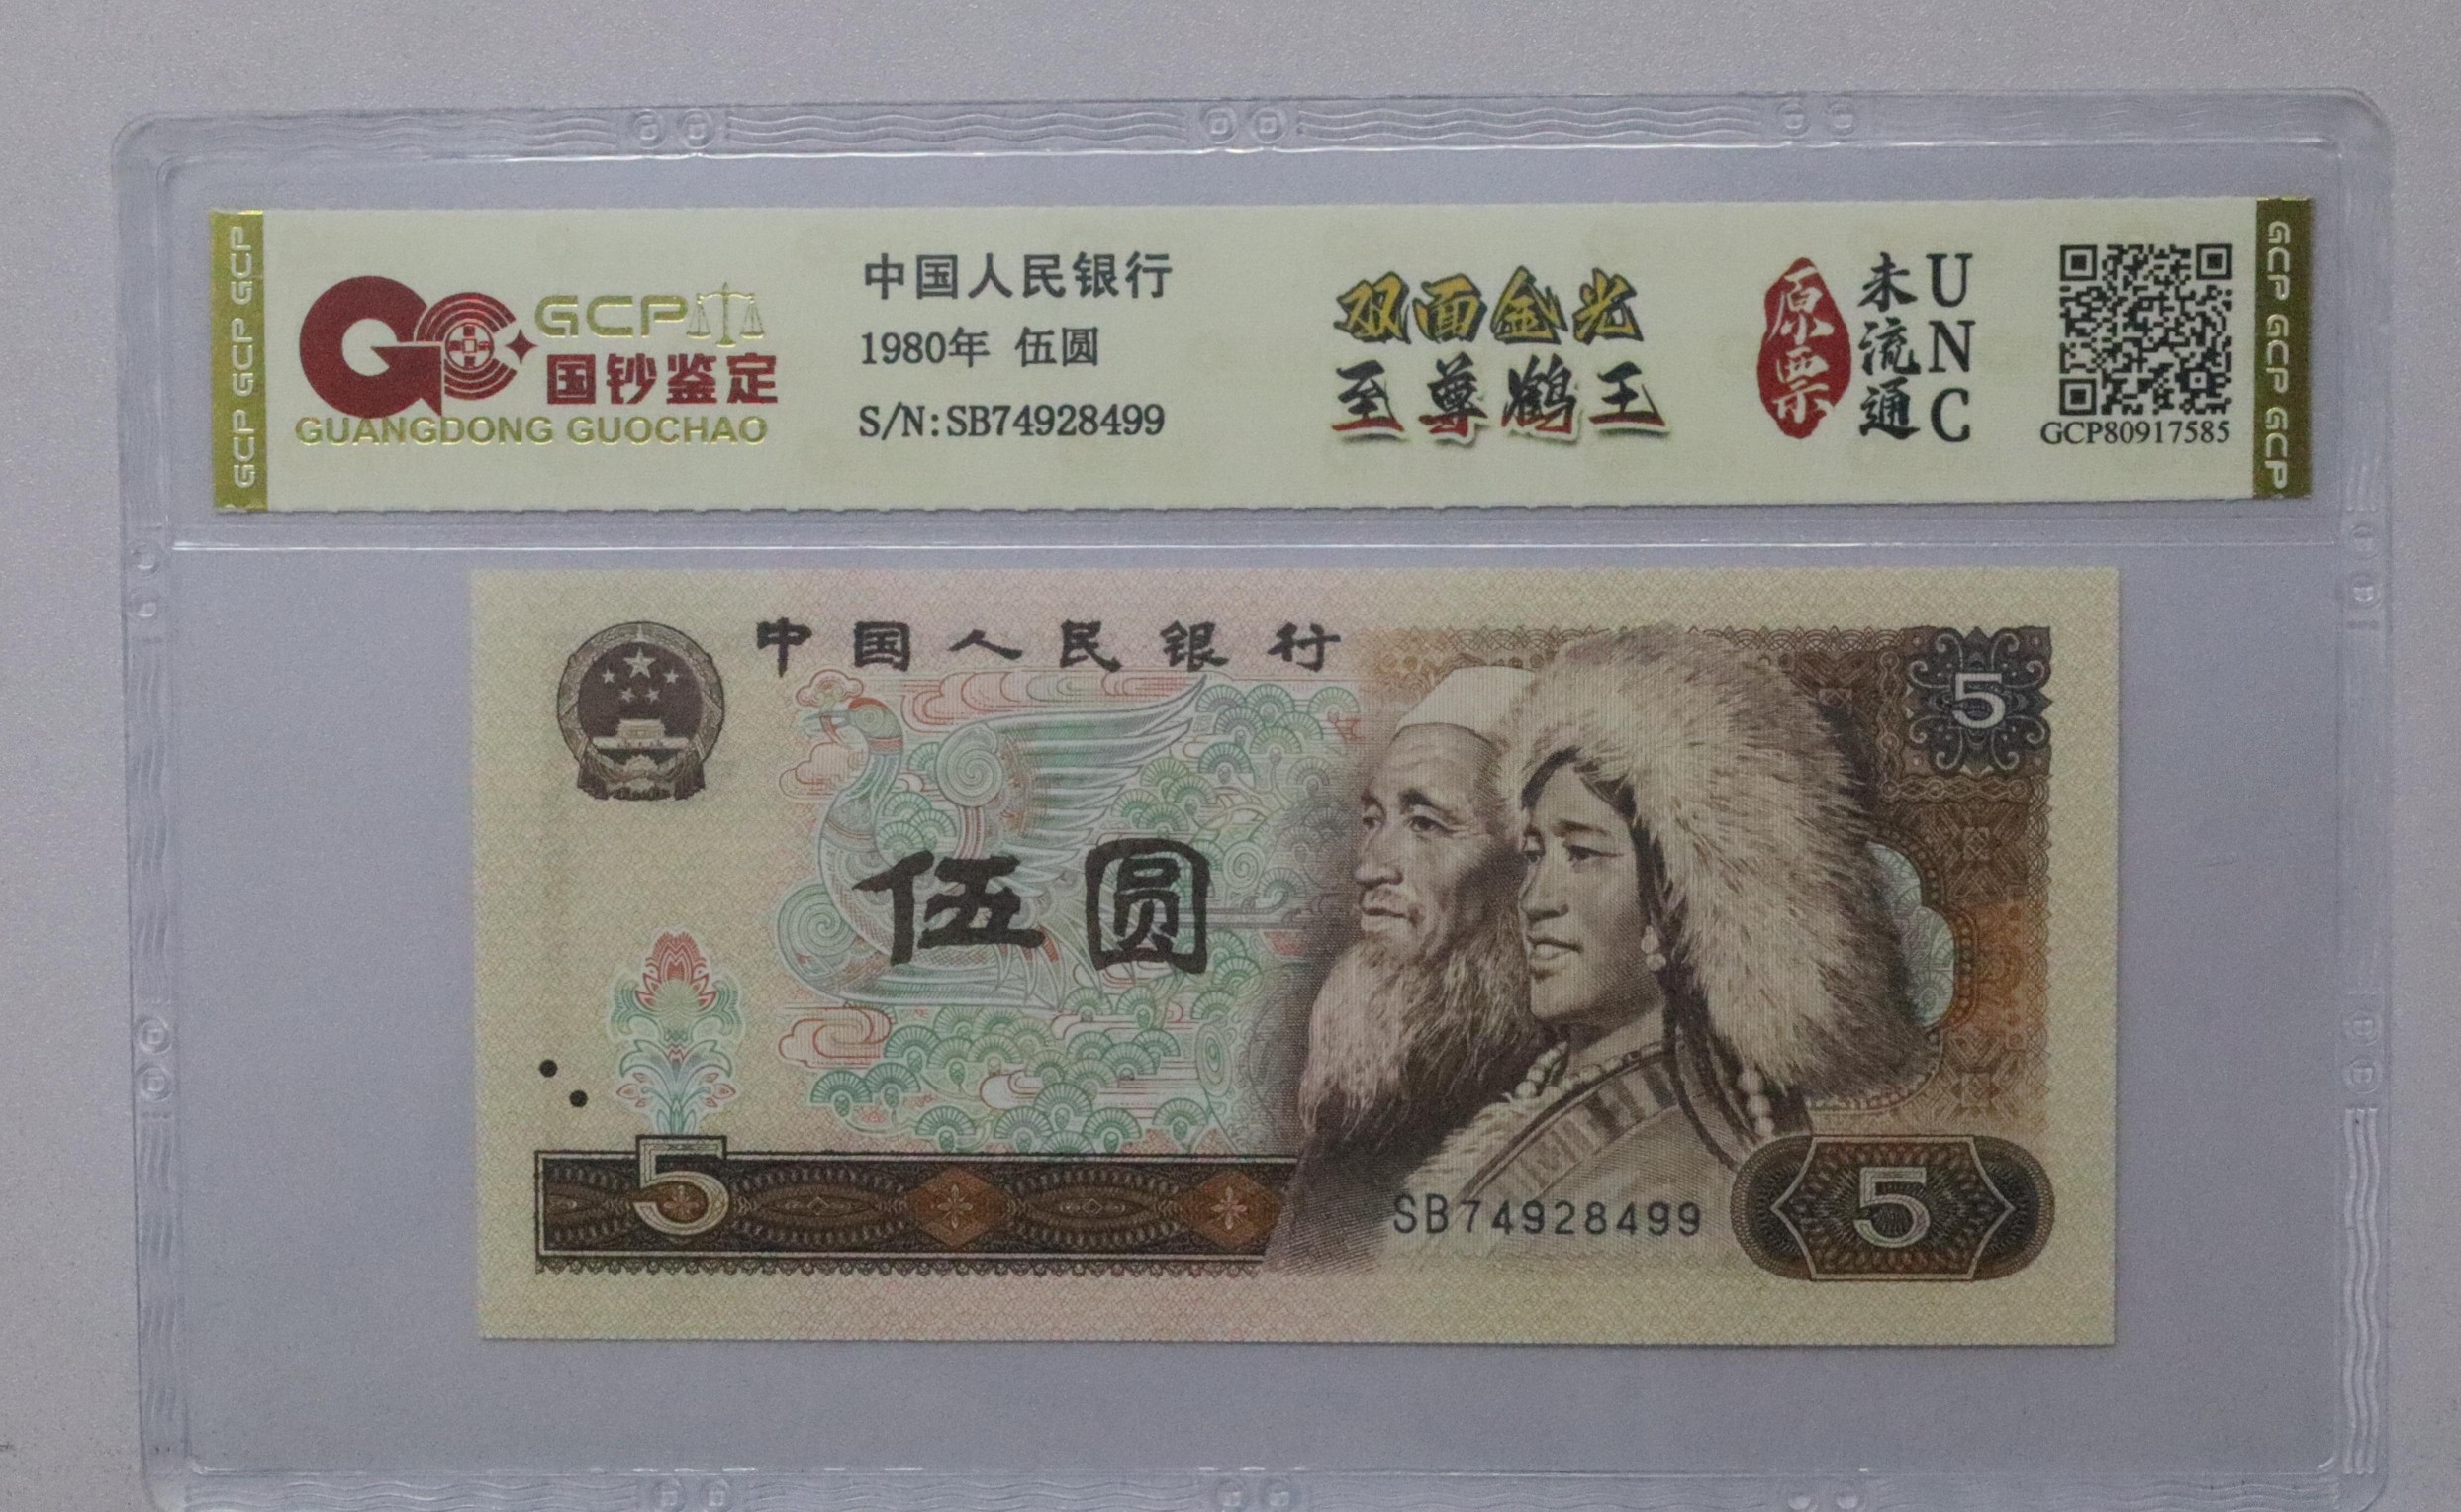 GCP GCP GCP
GCP
国钞鉴定
GUANGDONG GUOCHAO
中国人民银行
1980年 伍圆
S/N:SB74928499
双面金光
至尊鹤王
原票
未流通
UNC
GCP80917585
GCP GCP GCP
中国人民银行
5
伍圆
5
SB74928499
5